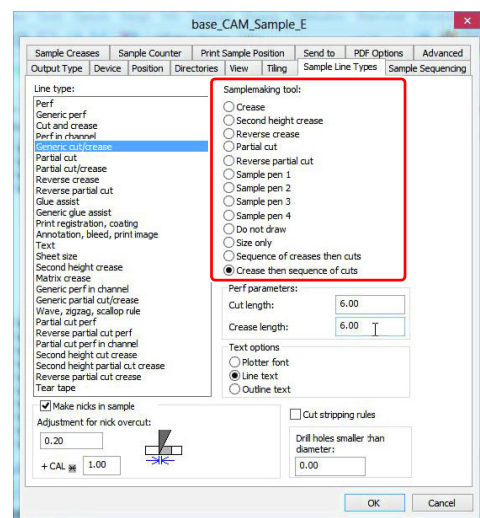 base_CAM_Sample_E
Sample Creases Sample Counter Print Sample Position Send to PDF Options Advanced
Output Type Device Position Directories View Tiling Sample Line Types Sample Sequencing
Line type:
Perf
Generic perf
Cut and crease
Perf in channel
Generic cut/crease
Partial cut
Partial cut/crease
Reverse crease
Reverse partial cut
Glue assist
Generic glue assist
Print registration, coating
Annotation, bleed, print image
Text
Sheet size
Second height crease
Matrix crease
Generic perf in channel
Generic partial cut/crease
Wave, zigzag, scallop rule
Partial cut perf
Reverse partial cut perf
Partial cut perf in channel
Second height cut crease
Second height partial cut crease
Reverse partial cut crease
Tear tape
Samplemaking tool:
Crease
Second height crease
Reverse crease
Partial cut
Reverse partial cut
Sample pen 1
Sample pen 2
Sample pen 3
Sample pen 4
Do not draw
Size only
Sequence of creases then cuts
Crease then sequence of cuts
Perf parameters:
Cut length: 6.00
Crease length: 6.00
Text options
Plotter font
Line text
Outline text
Make nicks in sample
Adjustment for nick overcut:
0.20
+ CAL 1.00
Cut stripping rules
Drill holes smaller than
diameter:
0.00
OK Cancel